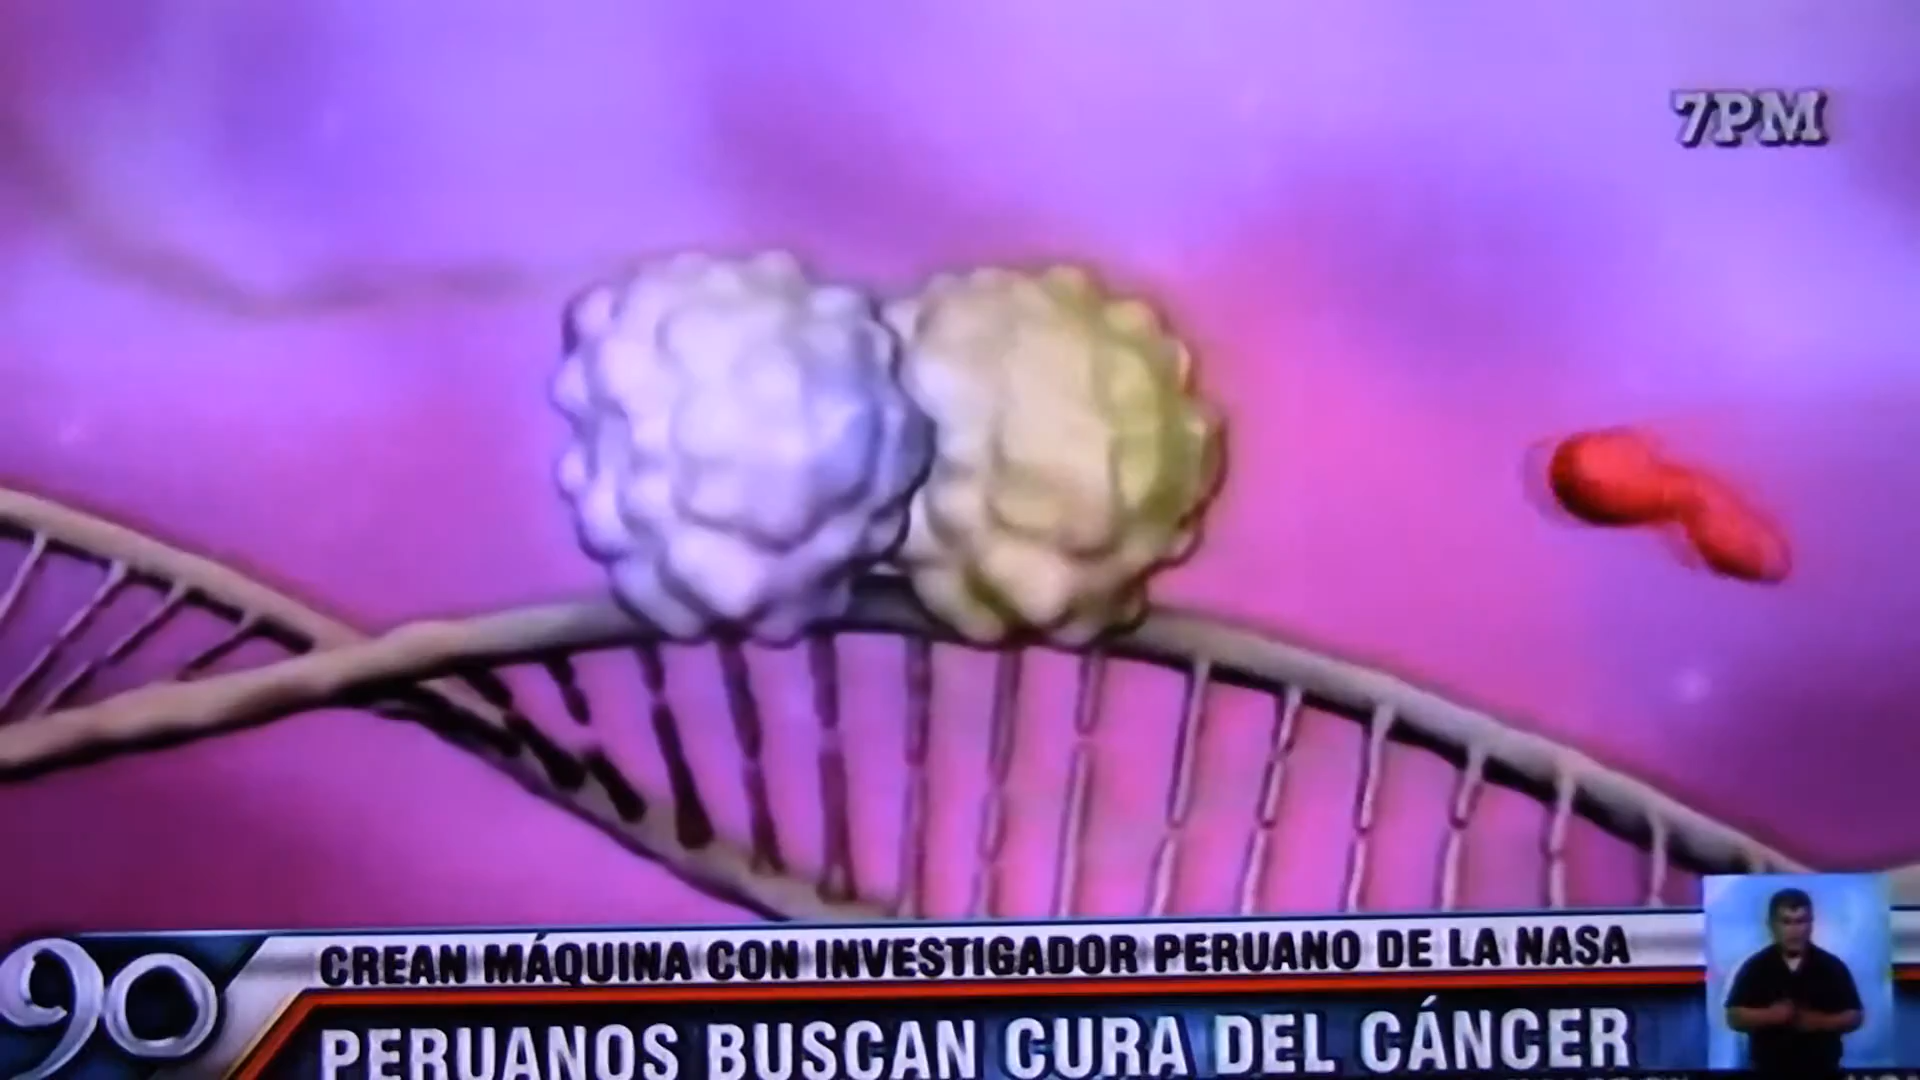 7PM
90
CREAN MÁQUINA CON INVESTIGADOR PERUANO DE LA NASA
PERUANOS BUSCAN CURA DEL CÁNCER